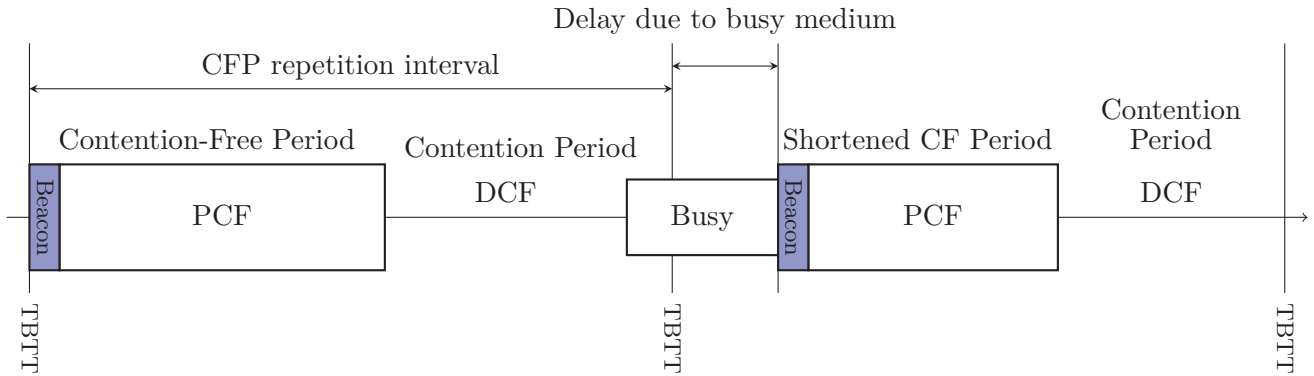 Delay due to busy medium
CFP repetition interval
Contention-Free Period
Contention Period
DCF
Shortened CF Period
Contention
Period
DCF
Beacon
PCF
Busy
Beacon
PCF
TBTT
TBTT
TBTT